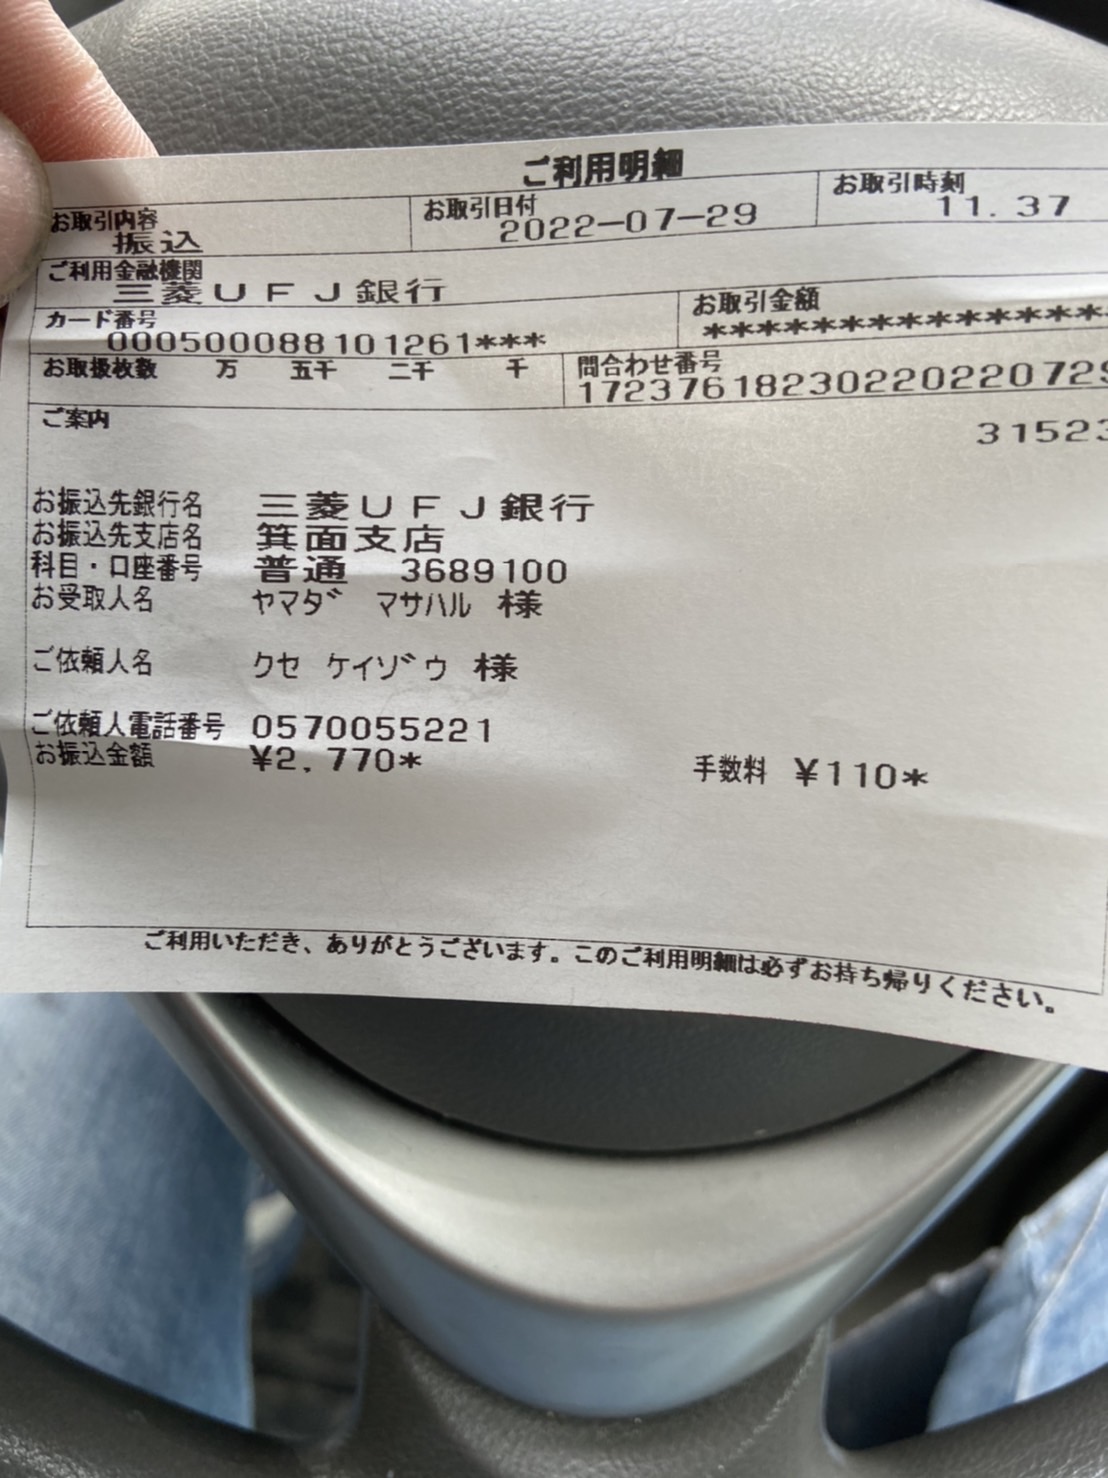 ご利用明細
お取引内容 お取引日付 お取引時刻
振込 2022-07-29 11.37
ご利用金融機関
三菱UFJ銀行
カード番号 お取引金額
000500088101261*** ***************
お取扱枚数 万 五千 二千 千 問合わせ番号
17237618230220220729
ご案内
31523
お振込先銀行名 三菱UFJ銀行
お振込先支店名 箕面支店
科目・口座番号 普通 3689100
お受取人名 ヤマダ マサハル 様
ご依頼人名 クセ ケイゾウ 様
ご依頼人電話番号 0570055221
お振込金額 ¥2,770* 手数料 ¥110*
ご利用いただき、ありがとうございます。このご利用明細は必ずお持ち帰りください。